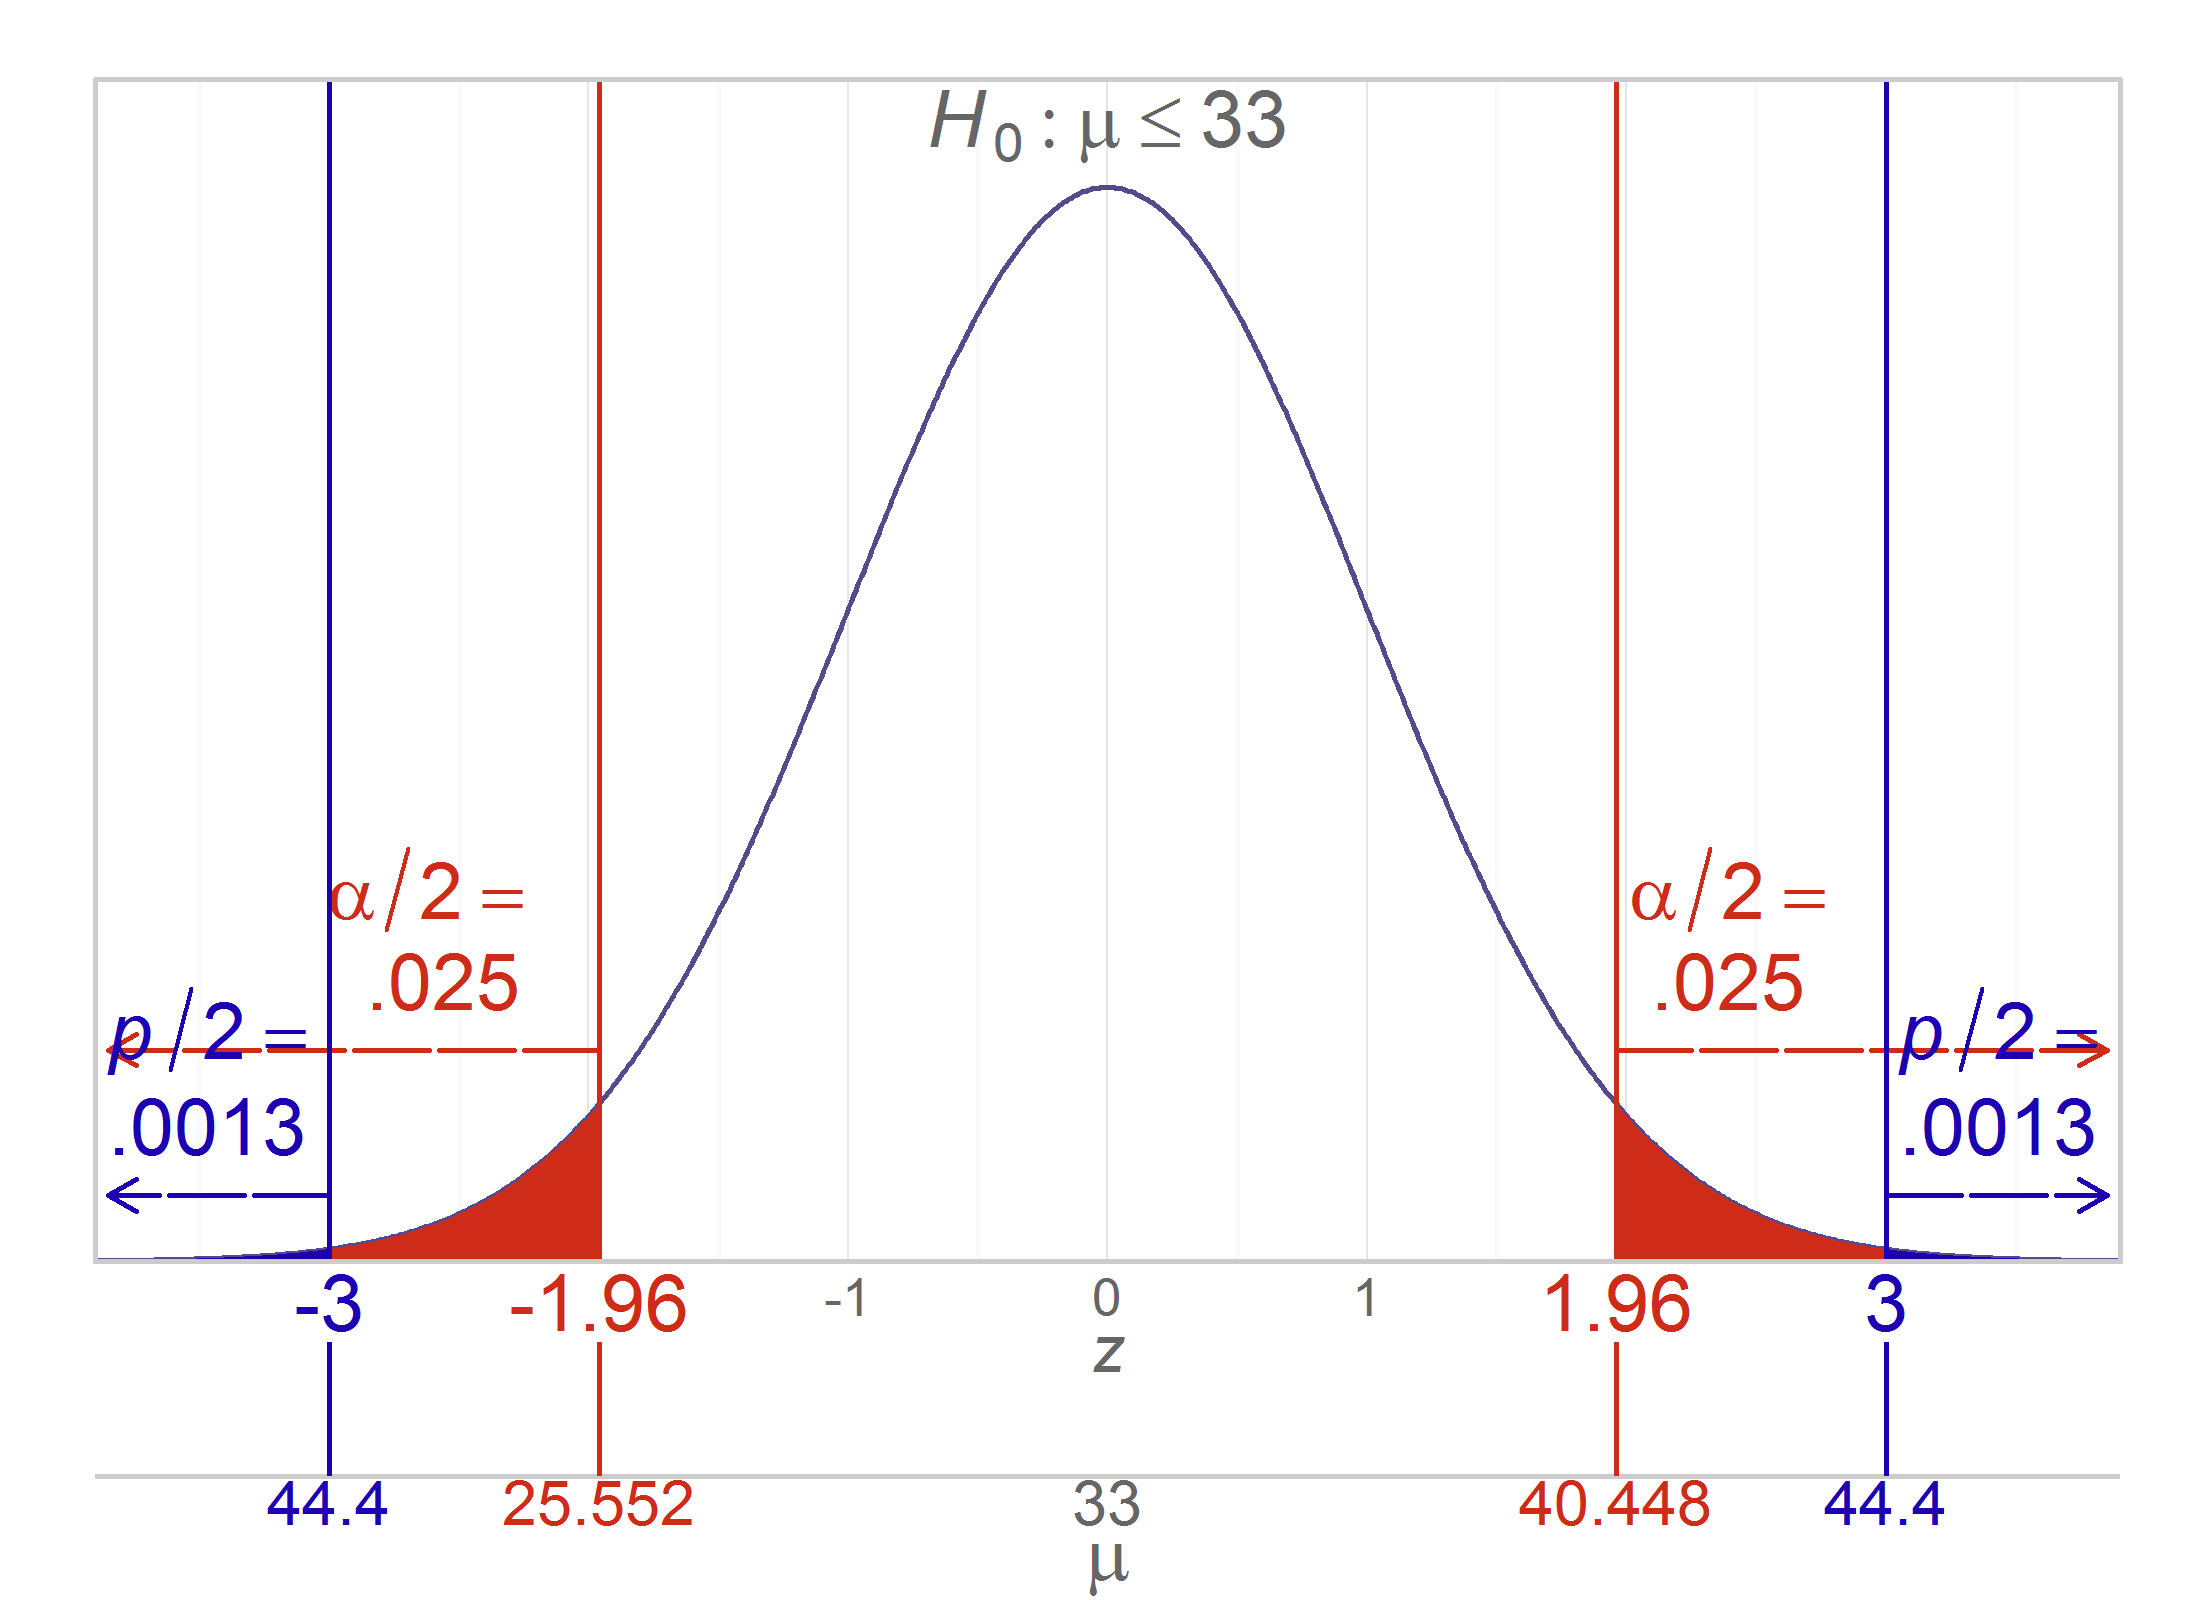 H₀ : μ ≤ 33
α/2 =
.025
α/2 =
.025
p/2 =
.0013
p/2 =
.0013
-3 -1.96 -1 0 1 1.96 3
z
44.4 25.552 33 40.448 44.4
μ